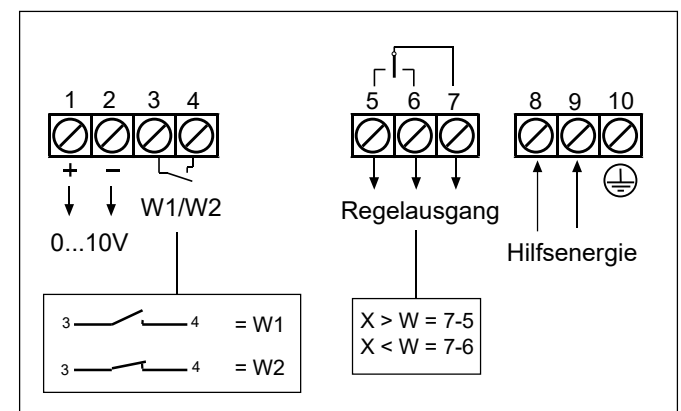 1 2 3 4
5 6 7
8 9 10
+ −
W1/W2
0...10V
Regelausgang
Hilfsenergie
3 4 = W1
3 4 = W2
X > W = 7-5
X < W = 7-6